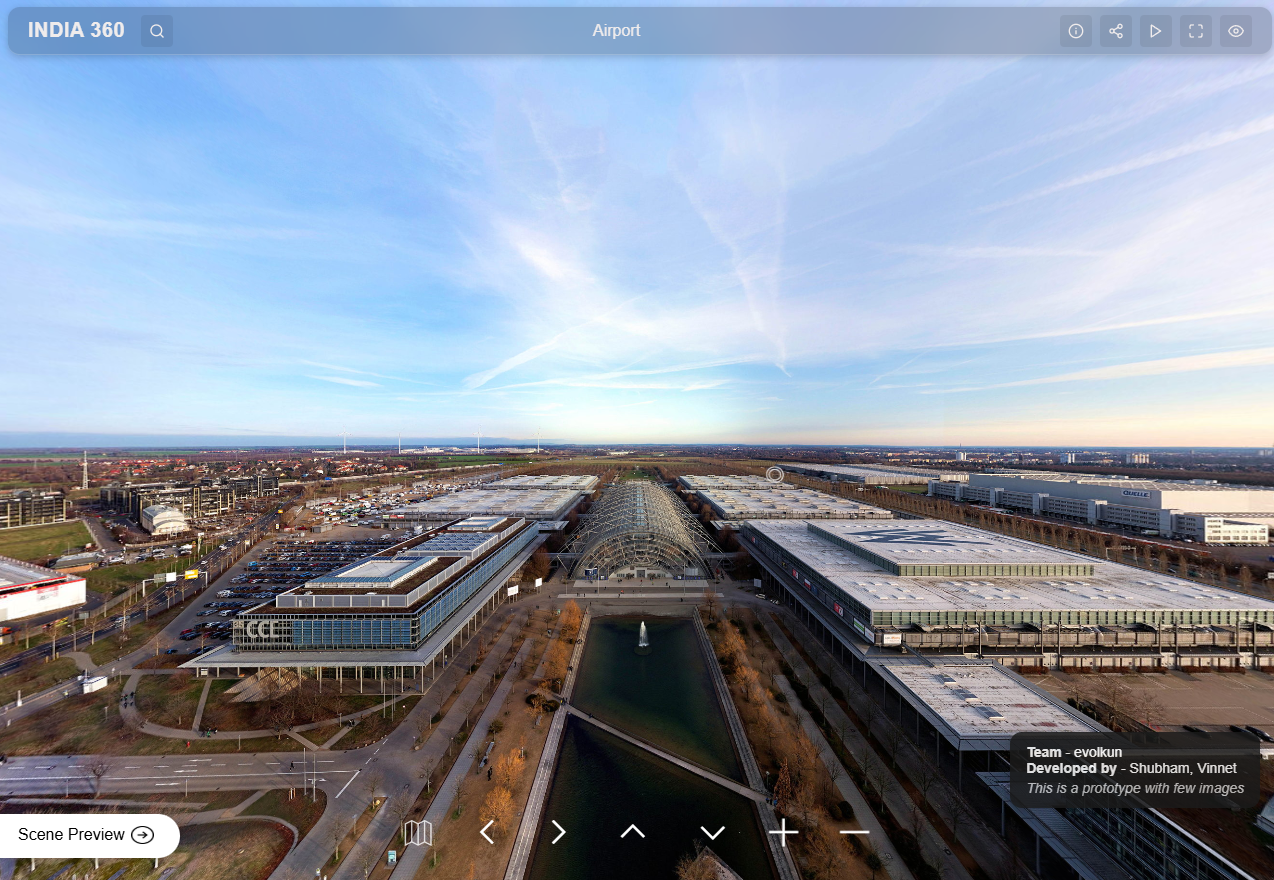 INDIA 360
Airport
QUELLE
CCL
Team - evolkun
Developed by - Shubham, Vinnet
This is a prototype with few images
Scene Preview